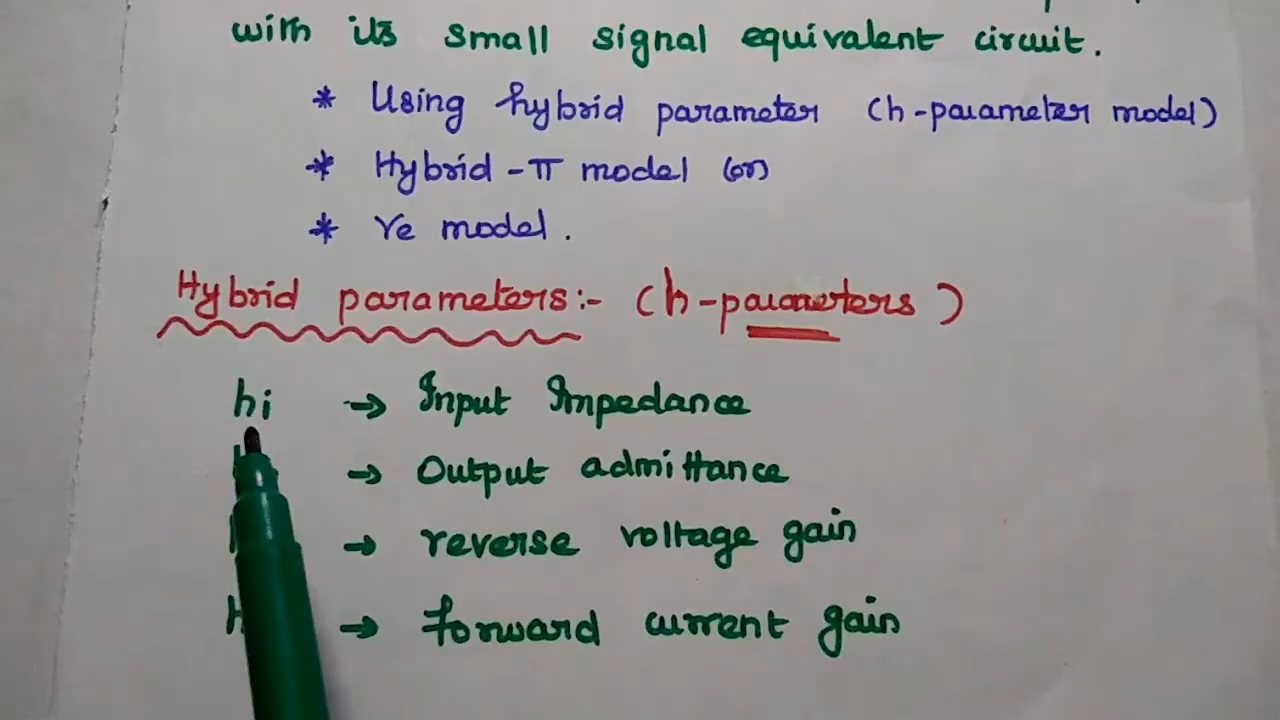 with its small signal equivalent circuit.
* Using hybrid parameter (h-parameter model)
* Hybrid-π model (or)
* re model.
Hybrid parameters:- (h-parameters)
hi → Input Impedance
→ Output admittance
→ reverse voltage gain
h → forward current gain